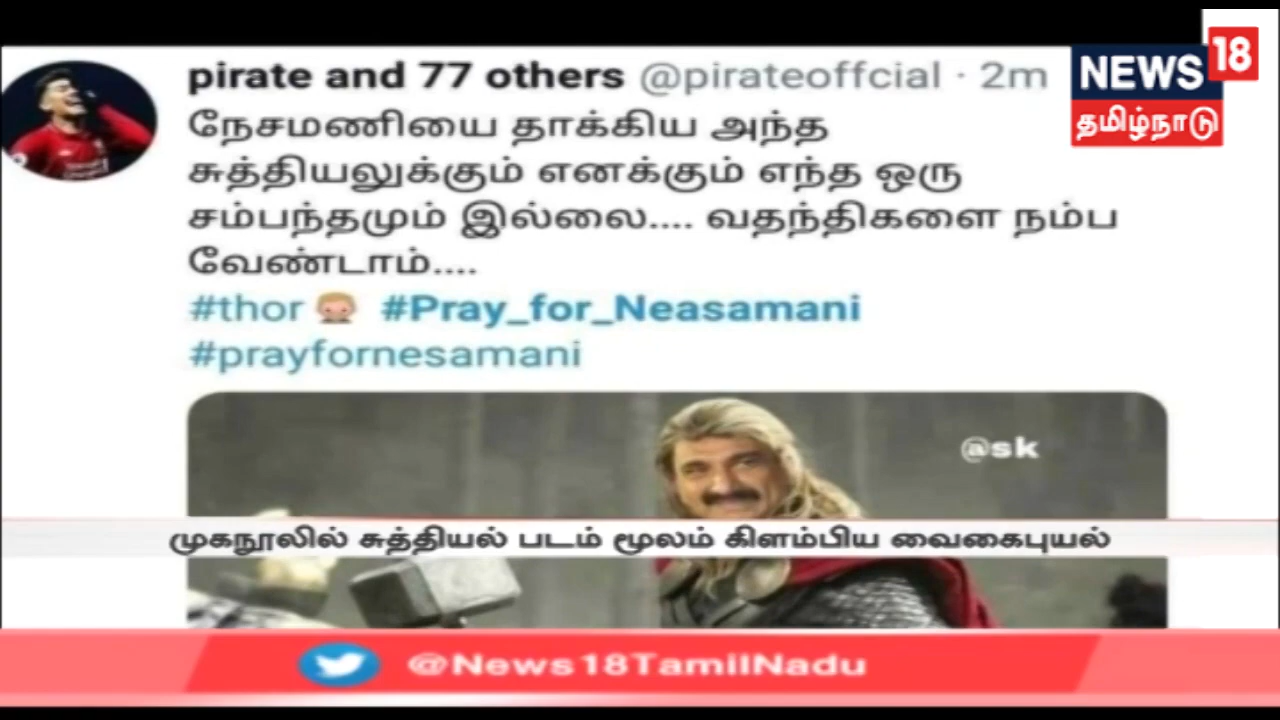 pirate and 77 others @pirateoffcial · 2m
NEWS 18
தமிழ்நாடு
நேசமணியை தாக்கிய அந்த
சுத்தியலுக்கும் எனக்கும் எந்த ஒரு
சம்பந்தமும் இல்லை.... வதந்திகளை நம்ப
வேண்டாம்....
#thor #Pray_for_Neasamani
#prayfornesamani
@sk
முகநூலில் சுத்தியல் படம் மூலம் கிளம்பிய வைகைபுயல்
@News18TamilNadu